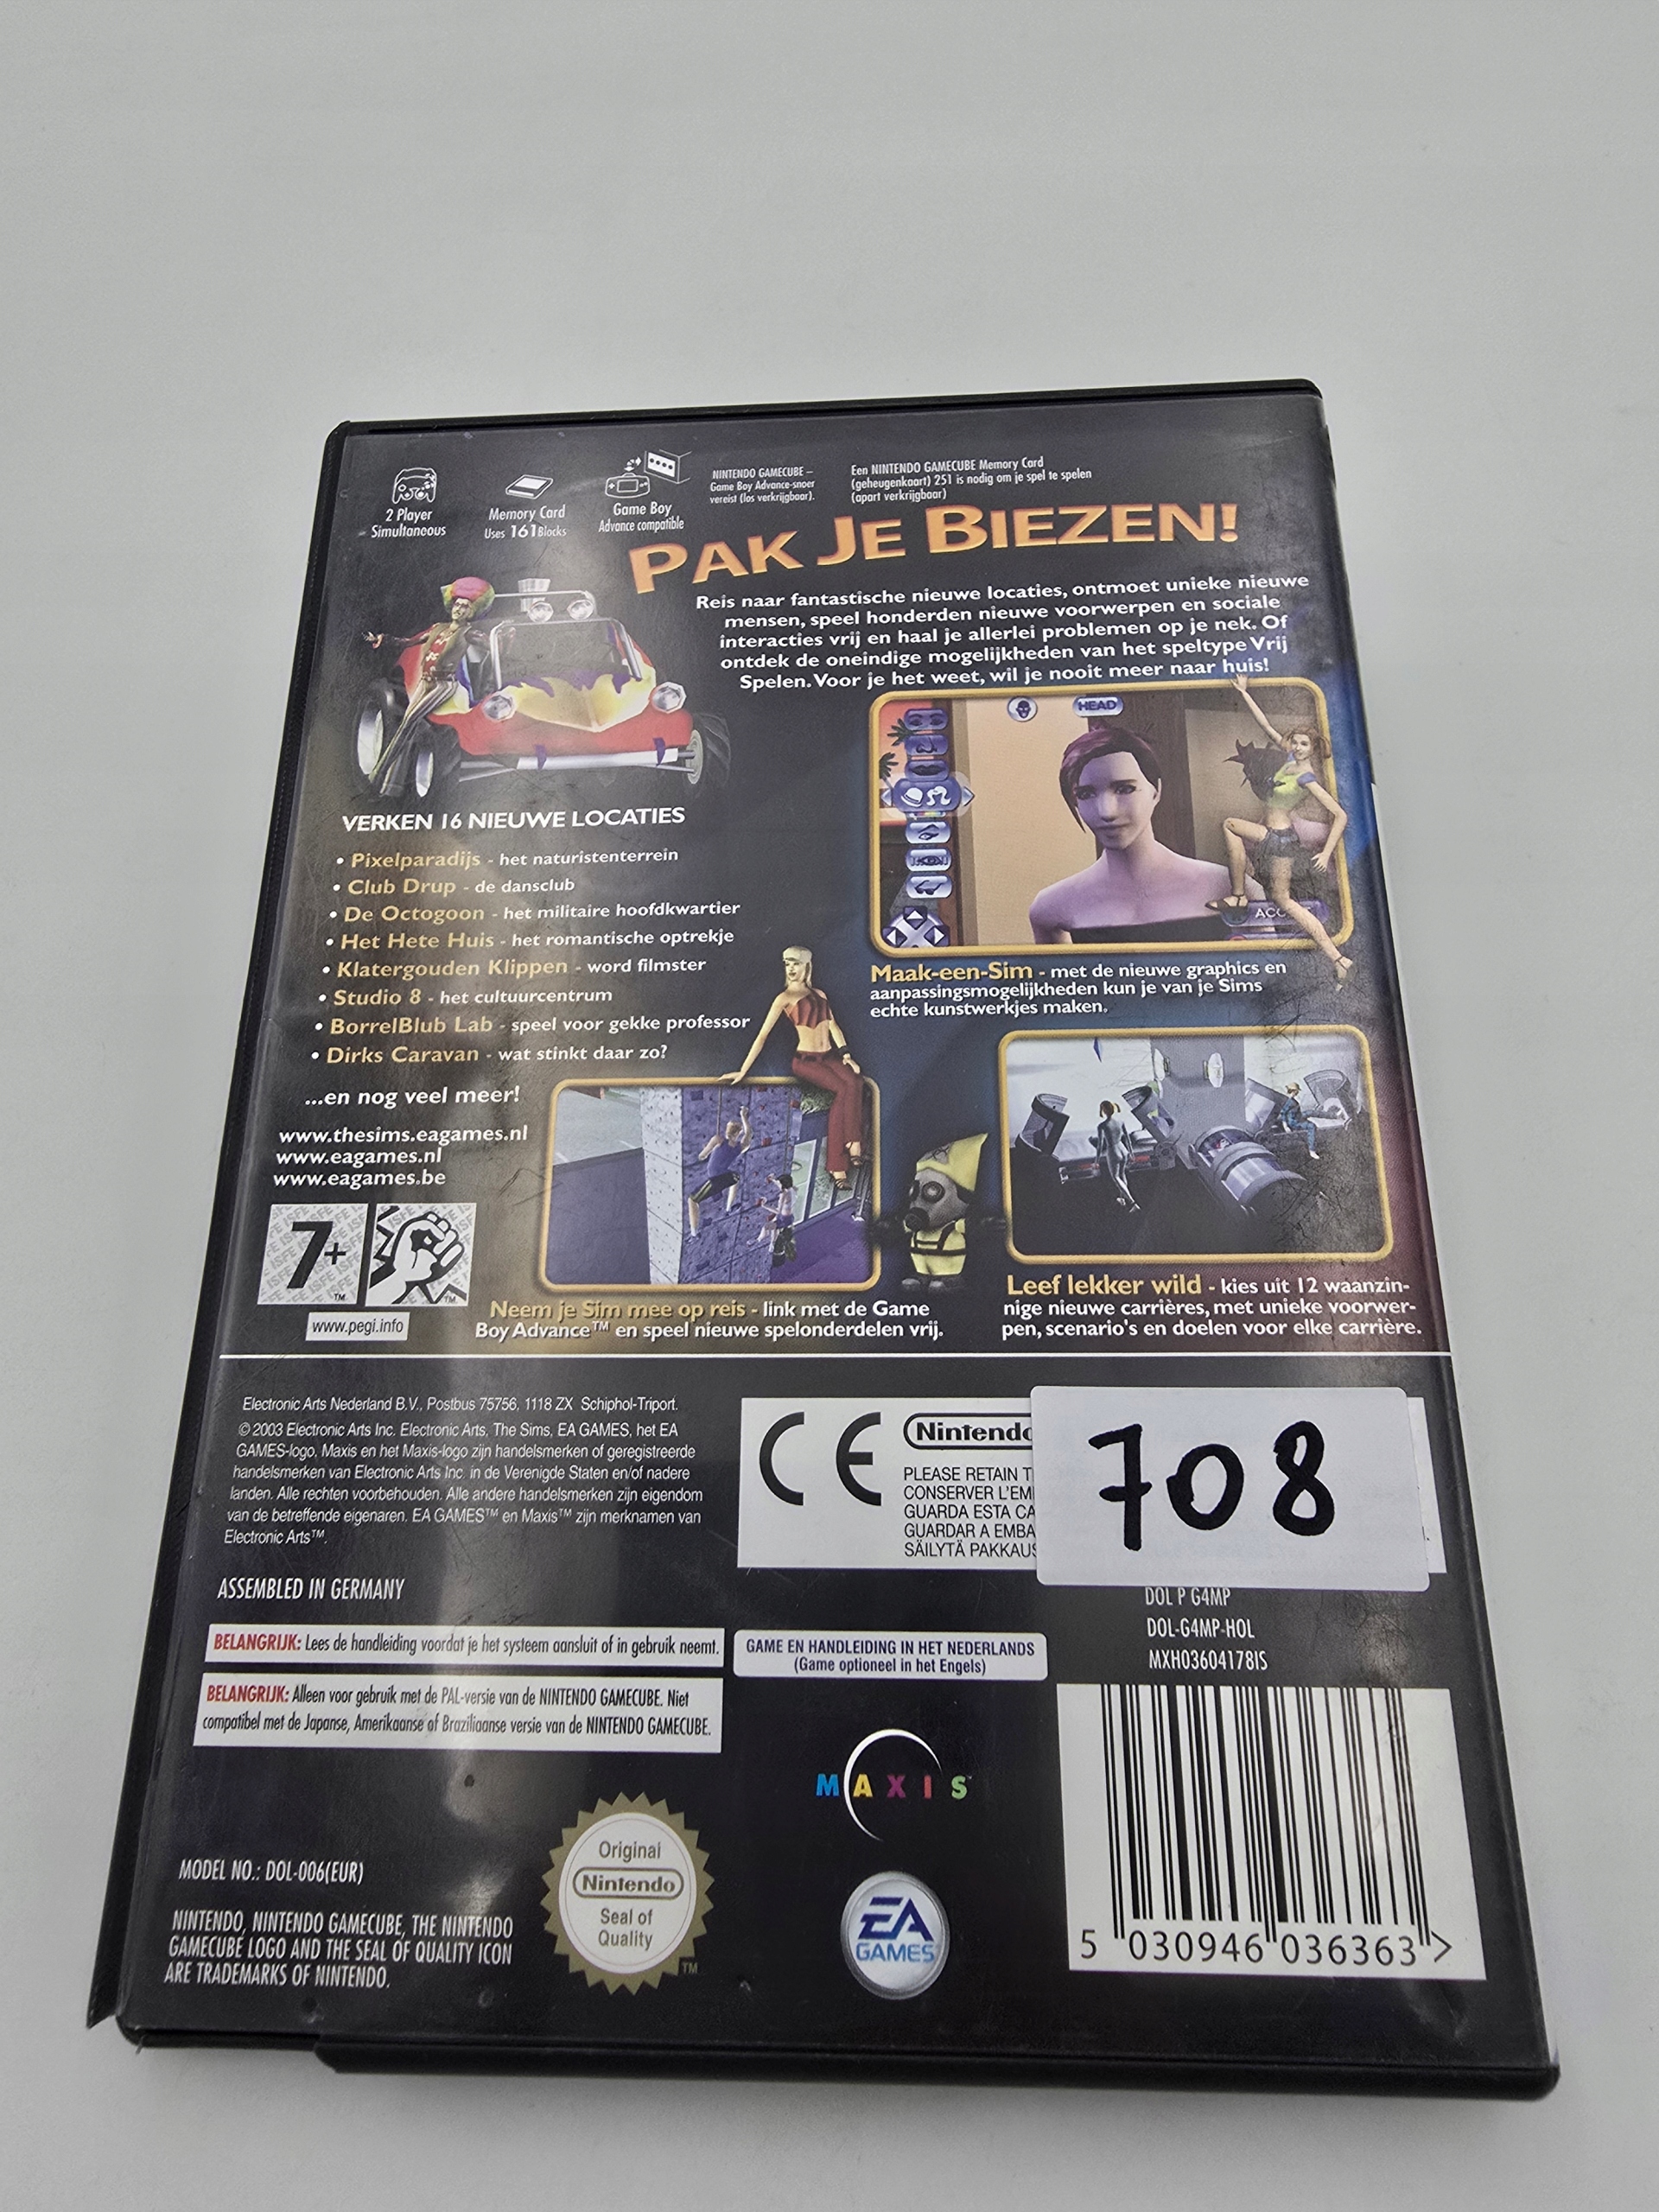 2 Player
Simultaneous
Memory Card
Uses 161 Blocks
Game Boy
Advance compatible
NINTENDO GAMECUBE –
Game Boy Advance-snoer
vereist (los verkrijgbaar).
Een NINTENDO GAMECUBE Memory Card
(geheugenkaart) 251 is nodig om je spel te spelen
(apart verkrijgbaar)
PAK JE BIEZEN!
Reis naar fantastische nieuwe locaties, ontmoet unieke nieuwe
mensen, speel honderden nieuwe voorwerpen en sociale
interacties vrij en haal je allerlei problemen op je nek. Of
ontdek de oneindige mogelijkheden van het speltype Vrij
Spelen. Voor je het weet, wil je nooit meer naar huis!
HEAD
VERKEN 16 NIEUWE LOCATIES
• Pixelparadijs - het naturistenterrein
• Club Drup - de dansclub
• De Octogoon - het militaire hoofdkwartier
• Het Hete Huis - het romantische optrekje
• Klatergouden Klippen - word filmster
• Studio 8 - het cultuurcentrum
• BorrelBlub Lab - speel voor gekke professor
• Dirks Caravan - wat stinkt daar zo?
...en nog veel meer!
www.thesims.eagames.nl
www.eagames.nl
www.eagames.be
Maak-een-Sim - met de nieuwe graphics en
aanpassingsmogelijkheden kun je van je Sims
echte kunstwerkjes maken.
7+
www.pegi.info
Neem je Sim mee op reis - link met de Game
Boy Advance™ en speel nieuwe spelonderdelen vrij.
Leef lekker wild - kies uit 12 waanzin-
nige nieuwe carrières, met unieke voorwer-
pen, scenario's en doelen voor elke carrière.
Electronic Arts Nederland B.V., Postbus 75756, 1118 ZX Schiphol-Triport.
© 2003 Electronic Arts Inc. Electronic Arts, The Sims, EA GAMES, het EA
GAMES-logo, Maxis en het Maxis-logo zijn handelsmerken of geregistreerde
handelsmerken van Electronic Arts Inc. in de Verenigde Staten en/of nadere
landen. Alle rechten voorbehouden. Alle andere handelsmerken zijn eigendom
van de betreffende eigenaren. EA GAMES™ en Maxis™ zijn merknamen van
Electronic Arts™.
CE
Nintendo
PLEASE RETAIN
CONSERVER L'EM
GUARDA ESTA CA
GUARDAR A EMBA
SÄILYTÄ PAKKAUS
708
ASSEMBLED IN GERMANY
DOL P G4MP
DOL-G4MP-HOL
MXH03604178IS
BELANGRIJK: Lees de handleiding voordat je het systeem aansluit of in gebruik neemt.
GAME EN HANDLEIDING IN HET NEDERLANDS
(Game optioneel in het Engels)
BELANGRIJK: Alleen voor gebruik met de PAL-versie van de NINTENDO GAMECUBE. Niet
compatibel met de Japanse, Amerikaanse of Braziliaanse versie van de NINTENDO GAMECUBE.
MAXIS
MODEL NO.: DOL-006(EUR)
Original
Nintendo
Seal of
Quality
TM
EA
GAMES
NINTENDO, NINTENDO GAMECUBE, THE NINTENDO
GAMECUBE LOGO AND THE SEAL OF QUALITY ICON
ARE TRADEMARKS OF NINTENDO.
5 030946 036363 >